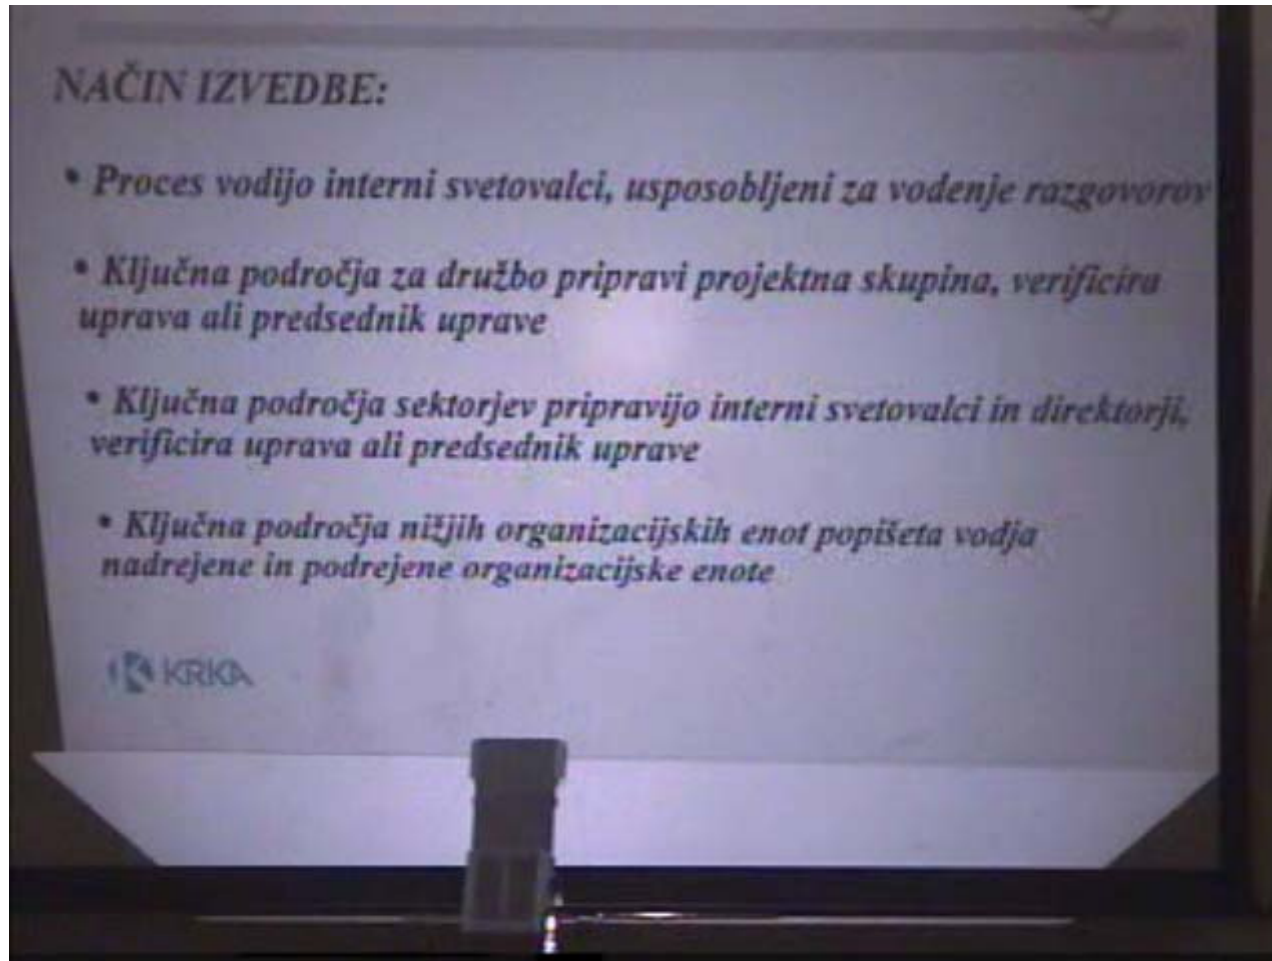 NAČIN IZVEDBE:
• Proces vodijo interni svetovalci, usposobljeni za vodenje razgovorov
• Ključna področja za družbo pripravi projektna skupina, verificira
uprava ali predsednik uprave
• Ključna področja sektorjev pripravijo interni svetovalci in direktorji,
verificira uprava ali predsednik uprave
• Ključna področja nižjih organizacijskih enot popišeta vodja
nadrejene in podrejene organizacijske enote
KRKA